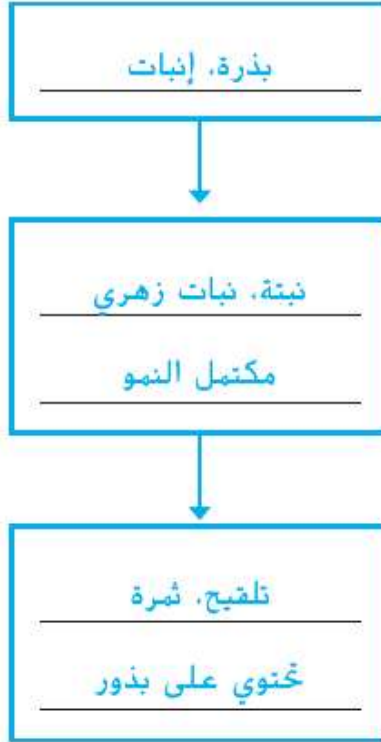 بذرة، إنبات
نبتة، نبات زهري
مكتمل النمو
تلقيح، ثمرة
تحتوي على بذور